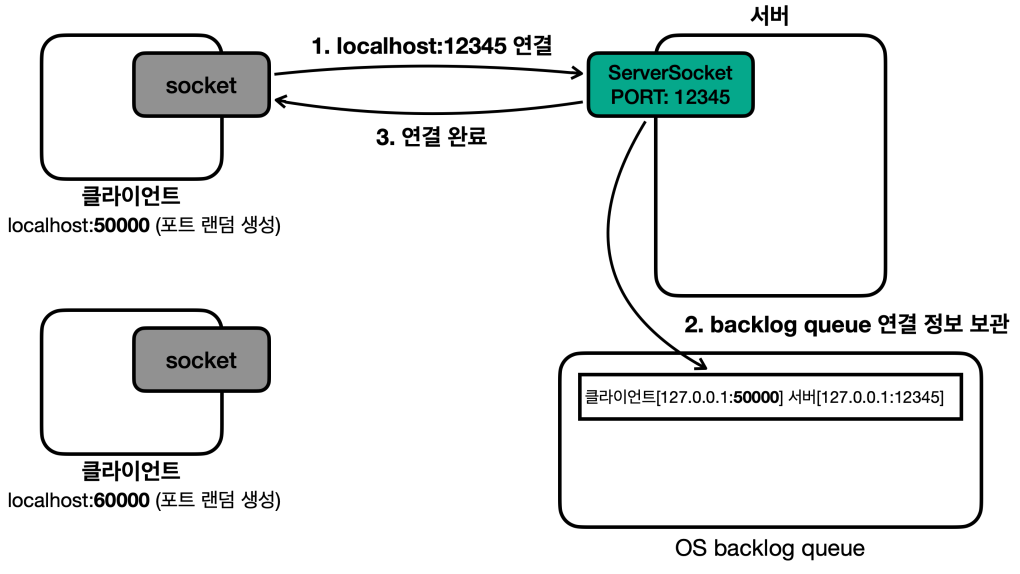 서버
1. localhost:12345 연결
socket
ServerSocket
PORT: 12345
3. 연결 완료
클라이언트
localhost:50000 (포트 랜덤 생성)
2. backlog queue 연결 정보 보관
socket
클라이언트[127.0.0.1:50000] 서버[127.0.0.1:12345]
클라이언트
localhost:60000 (포트 랜덤 생성)
OS backlog queue